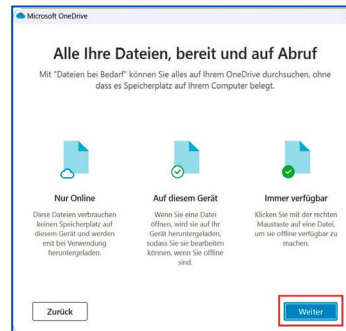 Microsoft OneDrive
Alle Ihre Dateien, bereit und auf Abruf
Mit "Dateien bei Bedarf" können Sie alles auf Ihrem OneDrive durchsuchen, ohne
dass es Speicherplatz auf Ihrem Computer belegt.
Nur Online
Diese Dateien verbrauchen
keinen Speicherplatz auf
diesem Gerät und werden
erst bei Verwendung
heruntergeladen.
Auf diesem Gerät
Wenn Sie eine Datei
öffnen, wird sie auf Ihr
Gerät heruntergeladen,
sodass Sie sie bearbeiten
können, wenn Sie offline
sind.
Immer verfügbar
Klicken Sie mit der rechten
Maustaste auf eine Datei,
um sie offline verfügbar zu
machen.
Zurück
Weiter